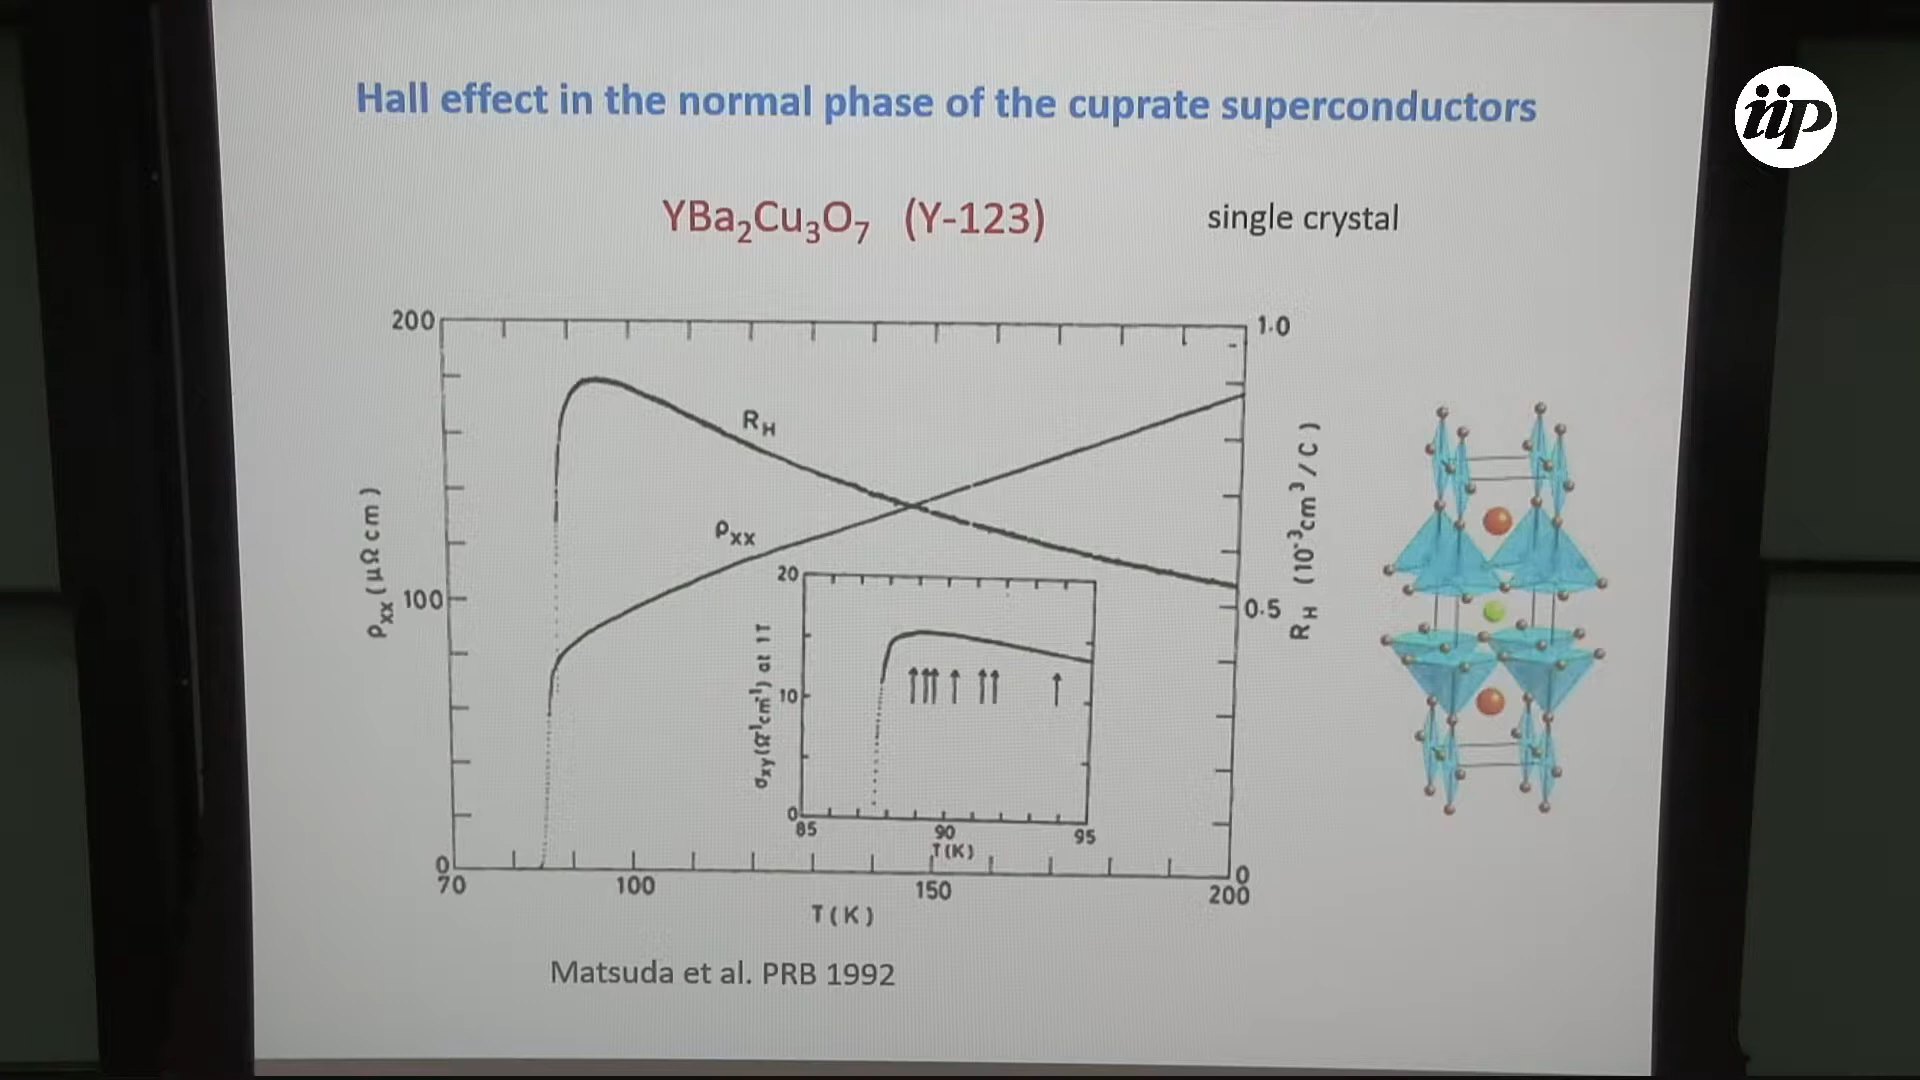 iip
Hall effect in the normal phase of the cuprate superconductors
YBa₂Cu₃O₇ (Y-123)
single crystal
200
100
0
ρxx (μΩcm)
70
100
150
200
T(K)
1.0
0.5
0
RH (10⁻³cm³/C)
RH
ρxx
20
10
0
σxy(Ω⁻¹cm⁻¹) at 1T
85
90
95
T(K)
Matsuda et al. PRB 1992